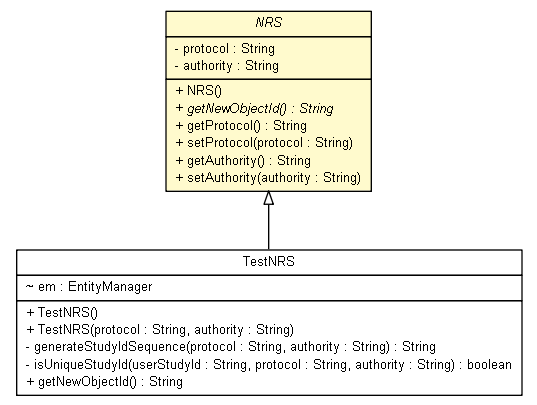 NRS
- protocol : String
- authority : String
+ NRS()
+ getNewObjectId() : String
+ getProtocol() : String
+ setProtocol(protocol : String)
+ getAuthority() : String
+ setAuthority(authority : String)
TestNRS
~ em : EntityManager
+ TestNRS()
+ TestNRS(protocol : String, authority : String)
- generateStudyIdSequence(protocol : String, authority : String) : String
- isUniqueStudyId(userStudyId : String, protocol : String, authority : String) : boolean
+ getNewObjectId() : String